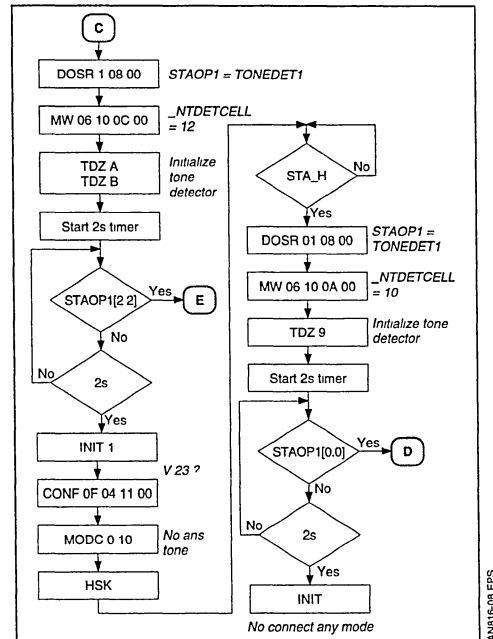 C
DOSR 1 08 00
STAOP1 = TONEDET1
MW 06 10 0C 00
_NTDETCELL
= 12
TDZ A
TDZ B
Initialize
tone
detector
Start 2s timer
STAOP1[2 2]
Yes
E
No
2s
No
Yes
INIT 1
V 23 ?
CONF 0F 04 11 00
MODC 0 10
No ans
tone
HSK
STA_H
No
Yes
DOSR 01 08 00
STAOP1 =
TONEDET1
MW 06 10 0A 00
_NTDETCELL
= 10
TDZ 9
Initialize tone
detector
Start 2s timer
STAOP1[0.0]
Yes
D
No
2s
No
Yes
INIT
No connect any mode
AN816-08.EPS